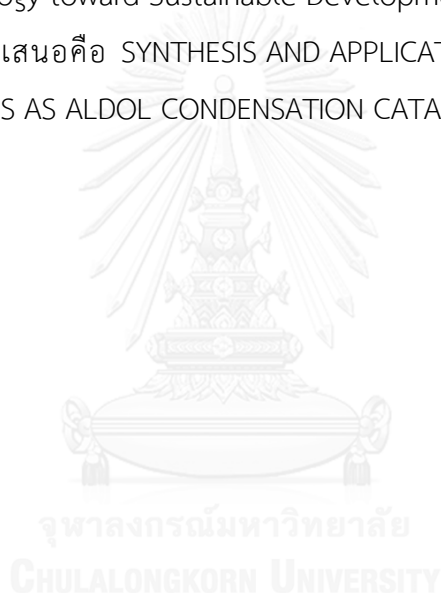 toward Sustainable Developm
เสนอคือ SYNTHESIS AND APPLICAT
S AS ALDOL CONDENSATION CATA
จุฬาลงกรณ์มหาวิทยาลัย
CHULALONGKORN UNIVERSITY